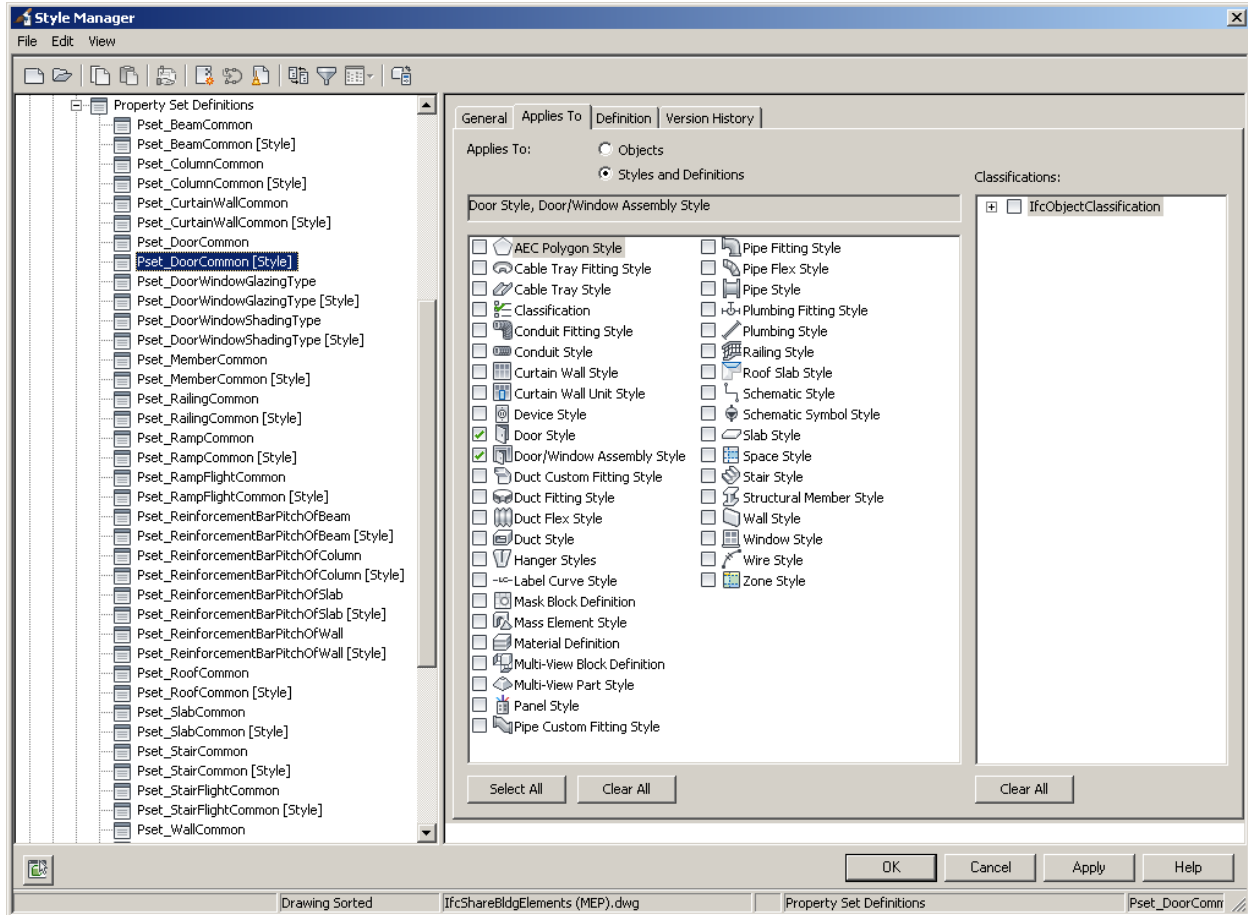 Style Manager
File Edit View
Property Set Definitions
Pset_BeamCommon
Pset_BeamCommon [Style]
Pset_ColumnCommon
Pset_ColumnCommon [Style]
Pset_CurtainWallCommon
Pset_CurtainWallCommon [Style]
Pset_DoorCommon
Pset_DoorCommon [Style]
Pset_DoorWindowGlazingType
Pset_DoorWindowGlazingType [Style]
Pset_DoorWindowShadingType
Pset_DoorWindowShadingType [Style]
Pset_MemberCommon
Pset_MemberCommon [Style]
Pset_RailingCommon
Pset_RailingCommon [Style]
Pset_RampCommon
Pset_RampCommon [Style]
Pset_RampFlightCommon
Pset_RampFlightCommon [Style]
Pset_ReinforcementBarPitchOfBeam
Pset_ReinforcementBarPitchOfBeam [Style]
Pset_ReinforcementBarPitchOfColumn
Pset_ReinforcementBarPitchOfColumn [Style]
Pset_ReinforcementBarPitchOfSlab
Pset_ReinforcementBarPitchOfSlab [Style]
Pset_ReinforcementBarPitchOfWall
Pset_ReinforcementBarPitchOfWall [Style]
Pset_RoofCommon
Pset_RoofCommon [Style]
Pset_SlabCommon
Pset_SlabCommon [Style]
Pset_StairCommon
Pset_StairCommon [Style]
Pset_StairFlightCommon
Pset_StairFlightCommon [Style]
Pset_WallCommon
General Applies To Definition Version History
Applies To:
Objects
Styles and Definitions
Door Style, Door/Window Assembly Style
AEC Polygon Style
Cable Tray Fitting Style
Cable Tray Style
Classification
Conduit Fitting Style
Conduit Style
Curtain Wall Style
Curtain Wall Unit Style
Device Style
Door Style
Door/Window Assembly Style
Duct Custom Fitting Style
Duct Fitting Style
Duct Flex Style
Duct Style
Hanger Styles
Label Curve Style
Mask Block Definition
Mass Element Style
Material Definition
Multi-View Block Definition
Multi-View Part Style
Panel Style
Pipe Custom Fitting Style
Pipe Fitting Style
Pipe Flex Style
Pipe Style
Plumbing Fitting Style
Plumbing Style
Railing Style
Roof Slab Style
Schematic Style
Schematic Symbol Style
Slab Style
Space Style
Stair Style
Structural Member Style
Wall Style
Window Style
Wire Style
Zone Style
Select All Clear All
Classifications:
IfcObjectClassification
Clear All
OK Cancel Apply Help
Drawing Sorted IfcShareBldgElements (MEP).dwg Property Set Definitions Pset_DoorComm